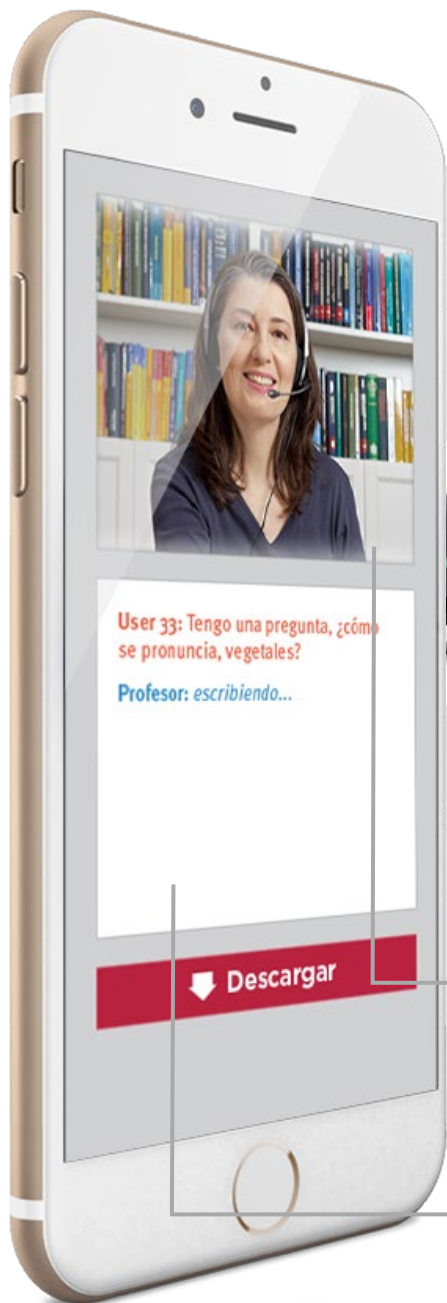 User 33: Tengo una pregunta, ¿cómo
se pronuncia, vegetales?
Profesor: escribiendo...
Descargar